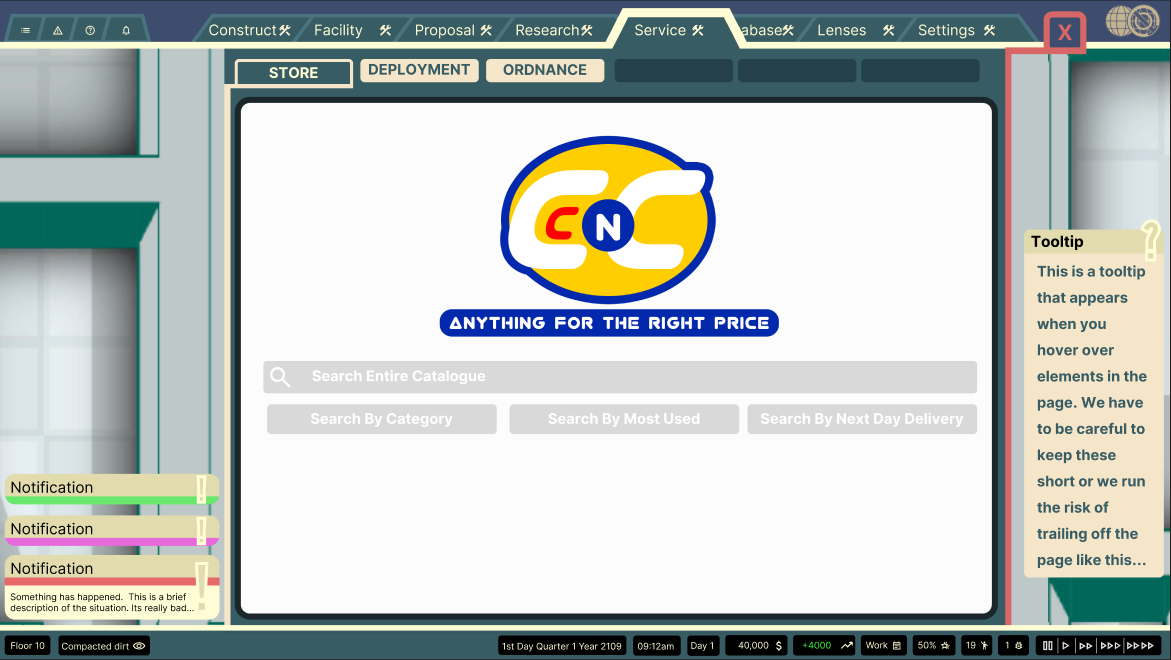 Construct
Facility
Proposal
Research
Service
abase
Lenses
Settings
X
STORE
DEPLOYMENT
ORDNANCE
C
C
N
C
ANYTHING FOR THE RIGHT PRICE
Search Entire Catalogue
Search By Category
Search By Most Used
Search By Next Day Delivery
Tooltip
This is a tooltip
that appears
when you
hover over
elements in the
page. We have
to be careful to
keep these
short or we run
the risk of
trailing off the
page like this...
Notification
Notification
Notification
Something has happened. This is a brief
description of the situation. Its really bad...
Floor 10
Compacted dirt
1st Day Quarter 1 Year 2109
09:12am
Day 1
40,000 $
+4000
Work
50%
19
1